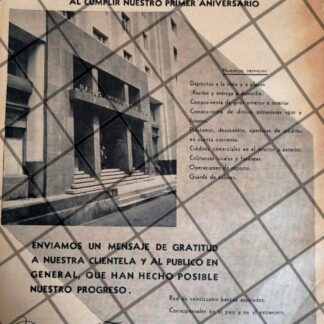 AL CUMPLIR NUESTRO PRIMER ANIVERSARIO
Nuestros servicios:
Depósitos a la vista y a plazo.
(Recibo y entrega a domicilio)
Compra-venta de giros exterior e interior.
Compra-venta de divisas extranjeras spot y
futuros.
Préstamos, descuentos, apertura de créditos
en cuenta corriente.
Créditos comerciales en el interior y exterior.
Cobranzas locales y foráneas.
Operaciones de reporto.
Guarda de valores.
ENVIAMOS UN MENSAJE DE GRATITUD
A NUESTRA CLIENTELA Y AL PUBLICO EN
GENERAL, QUE HAN HECHO POSIBLE
NUESTRO PROGRESO.
Red de veinticuatro bancos asociados.
Corresponsales en el país y en el extranjero.